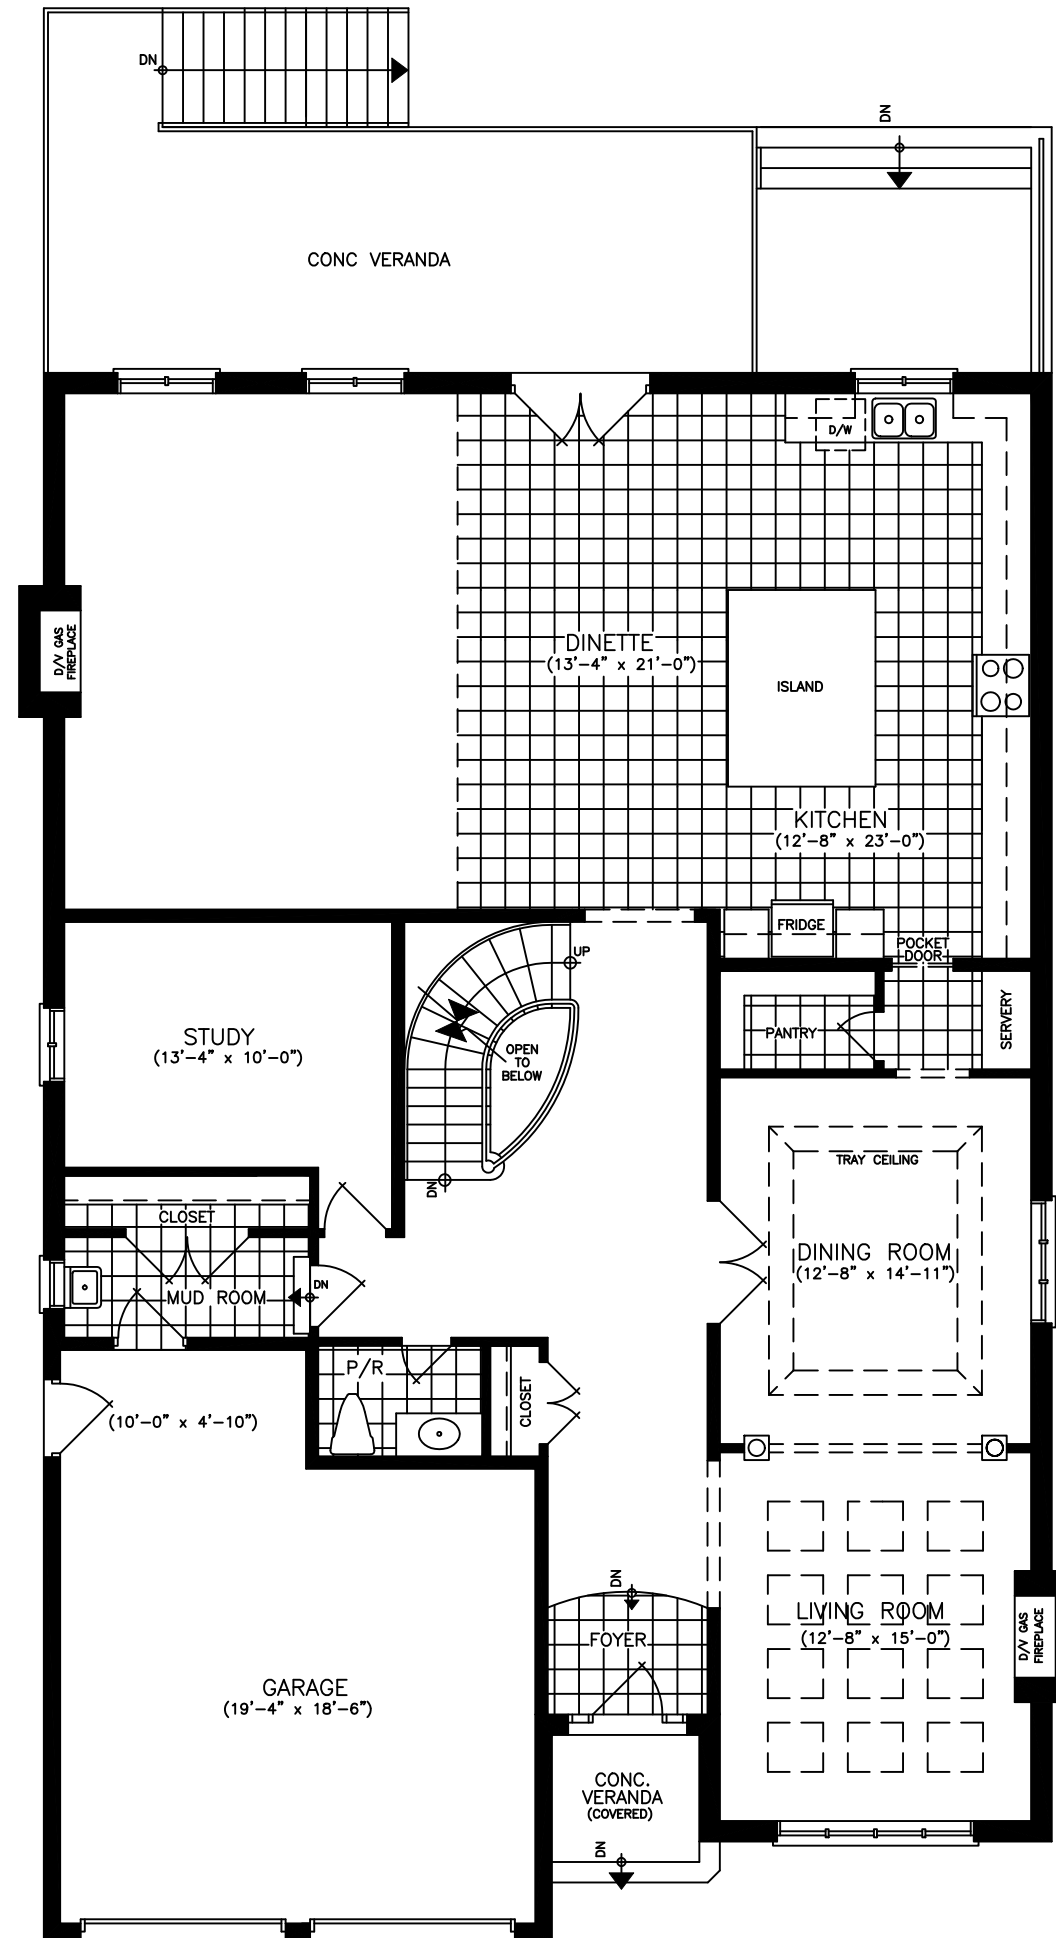 DN
DN
CONC VERANDA
D/W
D/V GAS
FIREPLACE
DINETTE
(13'-4" x 21'-0")
ISLAND
KITCHEN
(12'-8" x 23'-0")
FRIDGE
POCKET
DOOR
UP
STUDY
(13'-4" x 10'-0")
OPEN
TO
BELOW
PANTRY
SERVERY
DN
TRAY CEILING
CLOSET
DINING ROOM
(12'-8" x 14'-11")
MUD ROOM
DN
P/R
CLOSET
(10'-0" x 4'-10")
DN
LIVING ROOM
(12'-8" x 15'-0")
D/V GAS
FIREPLACE
FOYER
GARAGE
(19'-4" x 18'-6")
CONC.
VERANDA
(COVERED)
DN